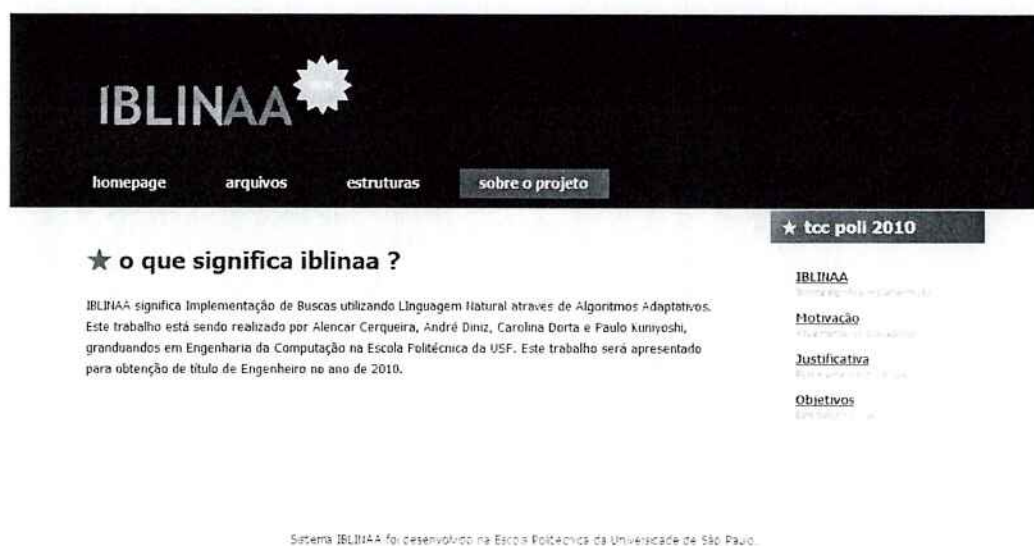 IBLINAA
homepage arquivos estruturas sobre o projeto
★ tcc poli 2010
★ o que significa iblinaa ?
IBLINAA significa Implementação de Buscas utilizando LInguagem Natural atraves de Algoritmos Adaptativos.
Este trabalho está sendo realizado por Alencar Cerqueira, André Diniz, Carolina Dorta e Paulo kuniyoshi,
granduandos em Engenharia da Computação na Escola Politécnica da USP. Este trabalho será apresentado
para obtenção de título de Engenheiro no ano de 2010.
IBLINAA
Motivação
Justificativa
Objetivos
Sistema IBLINAA foi desenvolvido na Escola Politécnica da Universidade de São Paulo.